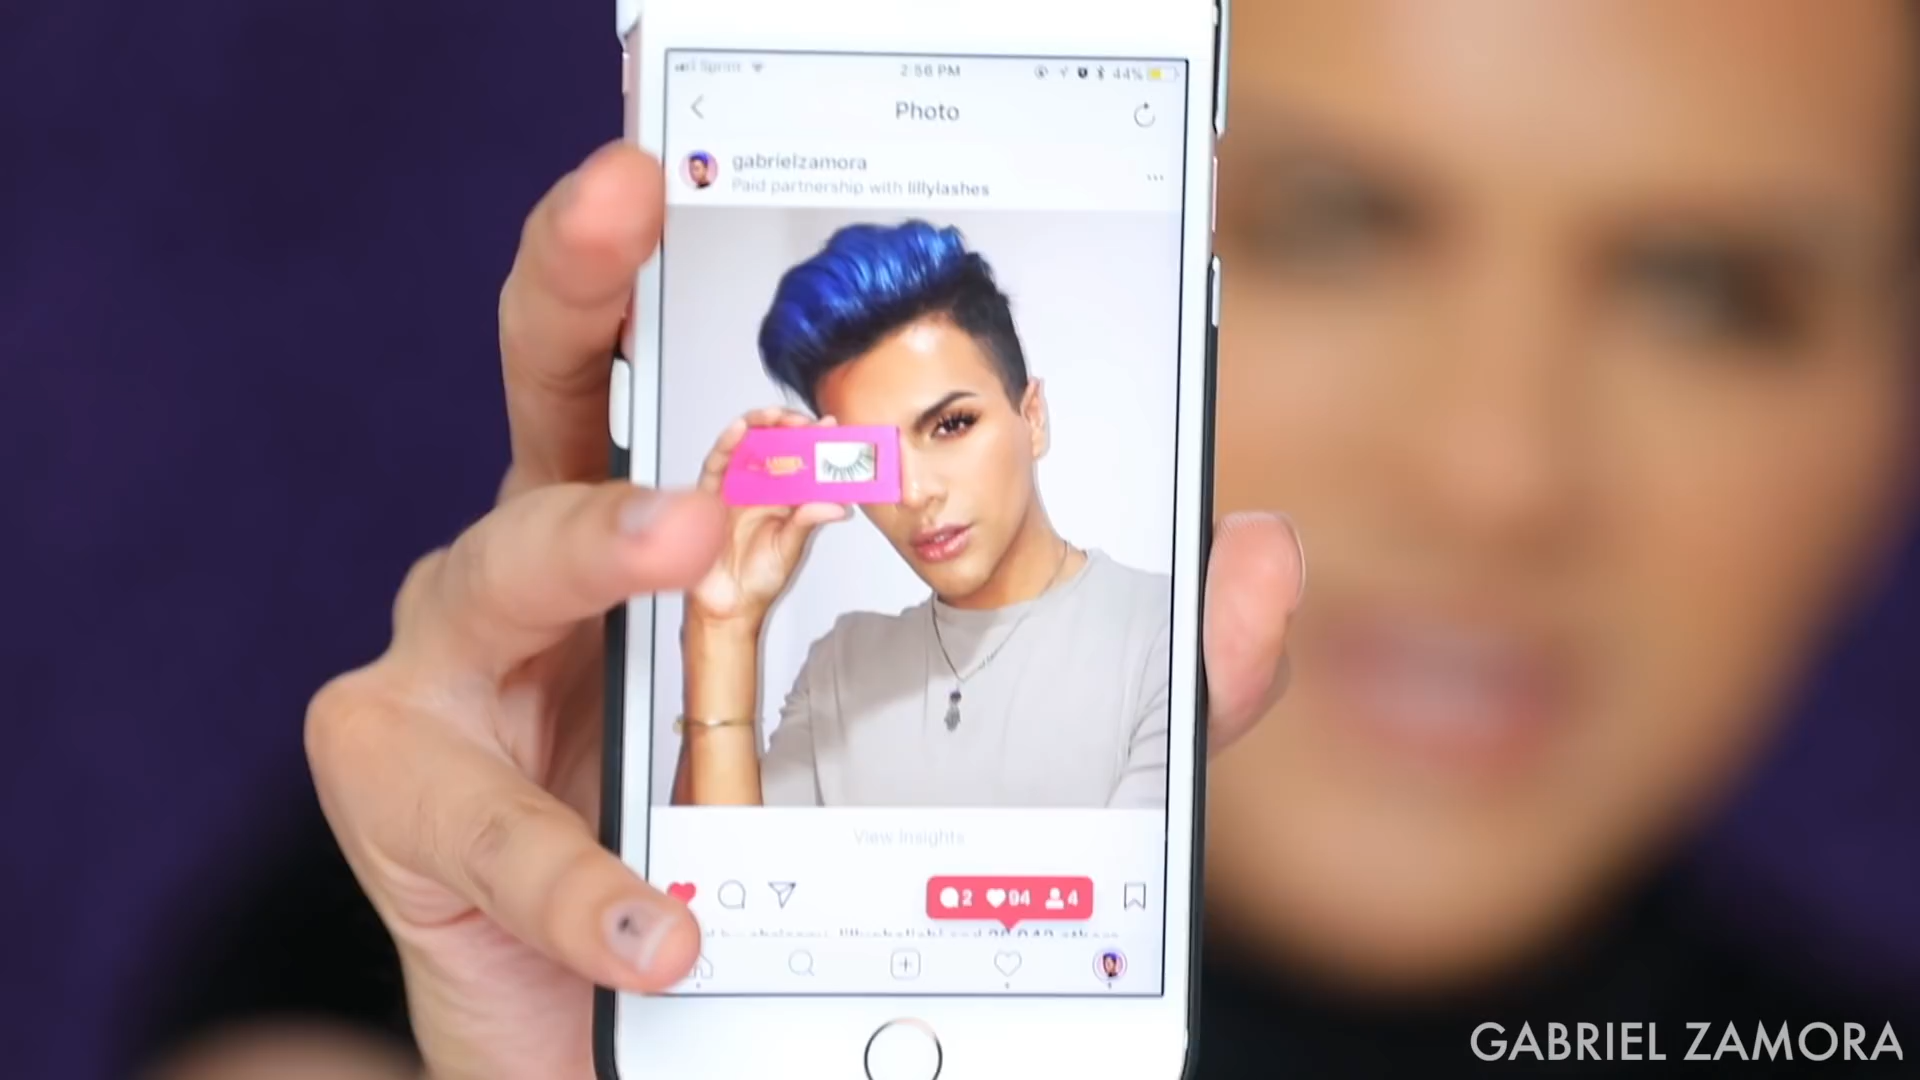 Sprint 2:56 PM 44%
Photo
gabrielzamora
Paid partnership with lillylashes
View Insights
2 94 4
GABRIEL ZAMORA